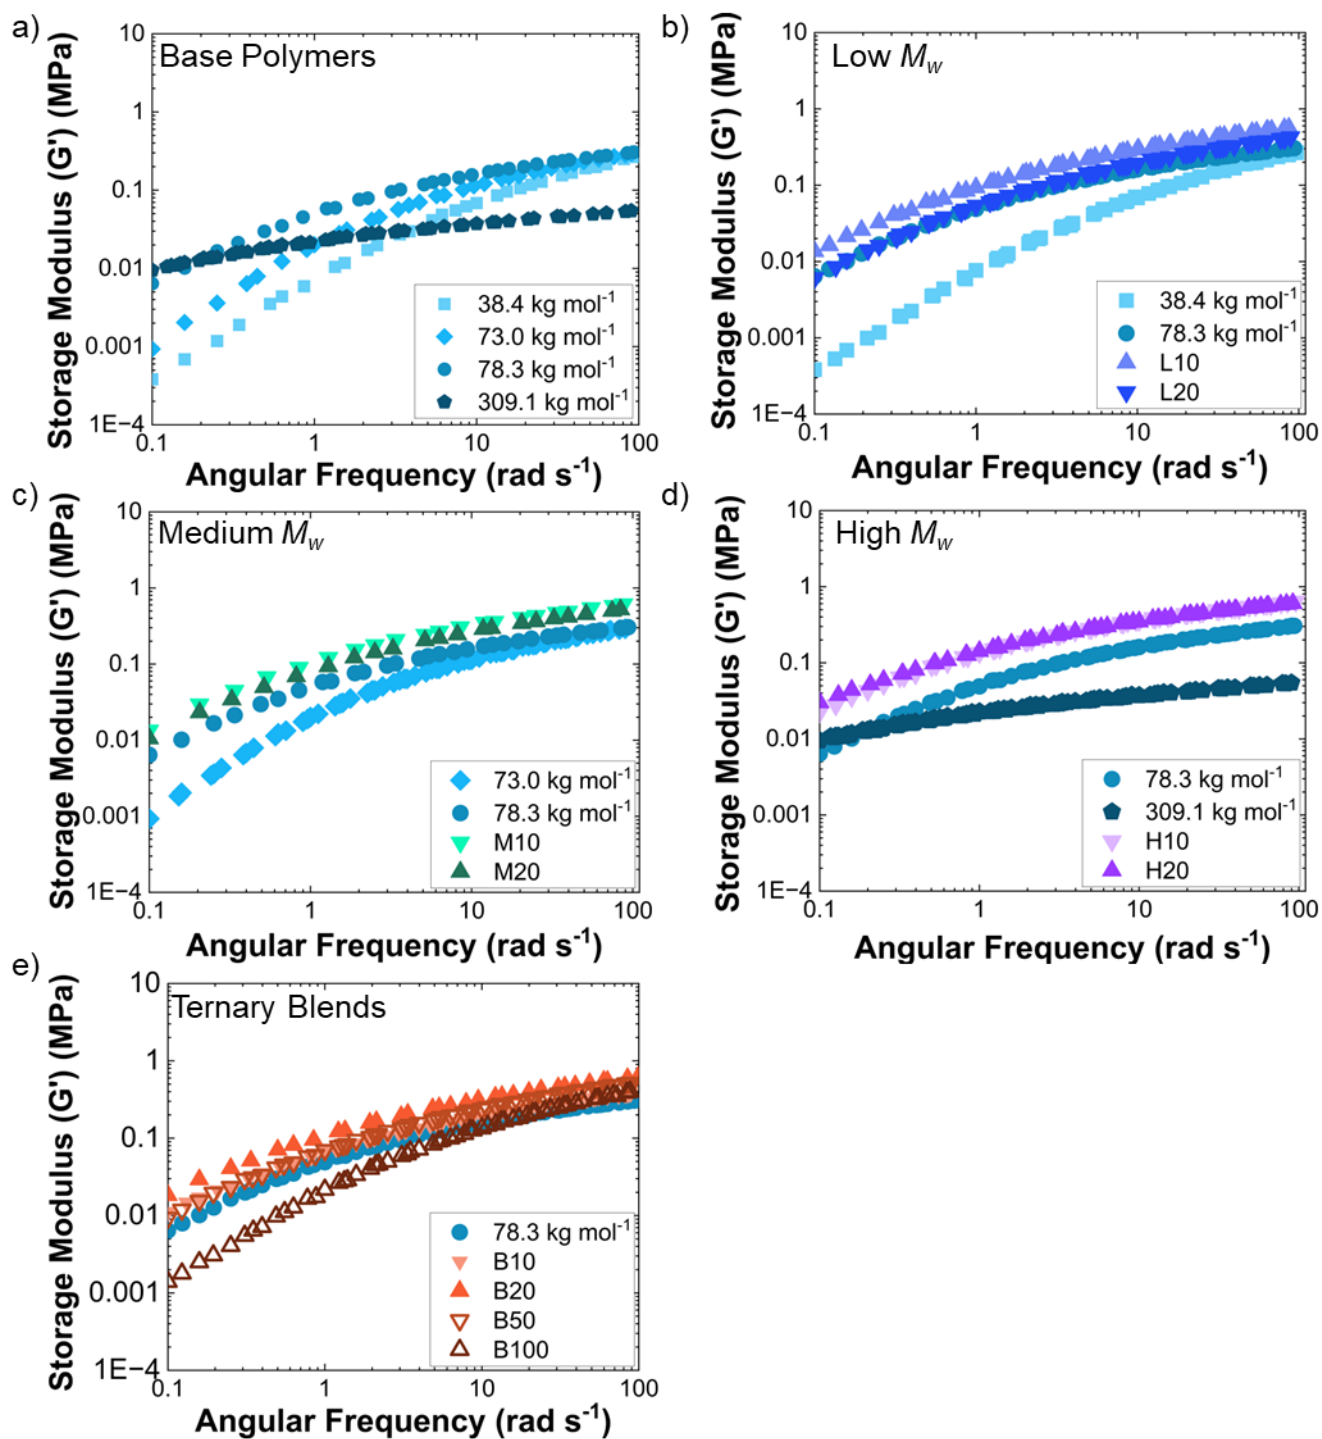 a)
Base Polymers
Storage Modulus (G') (MPa)
10
1
0.1
0.01
0.001
1E−4
0.1 1 10 100
Angular Frequency (rad s-1)
38.4 kg mol-1
73.0 kg mol-1
78.3 kg mol-1
309.1 kg mol-1
b)
Low Mw
Storage Modulus (G') (MPa)
10
1
0.1
0.01
0.001
1E−4
0.1 1 10 100
Angular Frequency (rad s-1)
38.4 kg mol-1
78.3 kg mol-1
L10
L20
c)
Medium Mw
Storage Modulus (G') (MPa)
10
1
0.1
0.01
0.001
1E−4
0.1 1 10 100
Angular Frequency (rad s-1)
73.0 kg mol-1
78.3 kg mol-1
M10
M20
d)
High Mw
Storage Modulus (G') (MPa)
10
1
0.1
0.01
0.001
1E−4
0.1 1 10 100
Angular Frequency (rad s-1)
78.3 kg mol-1
309.1 kg mol-1
H10
H20
e)
Ternary Blends
Storage Modulus (G') (MPa)
10
1
0.1
0.01
0.001
1E−4
0.1 1 10 100
Angular Frequency (rad s-1)
78.3 kg mol-1
B10
B20
B50
B100